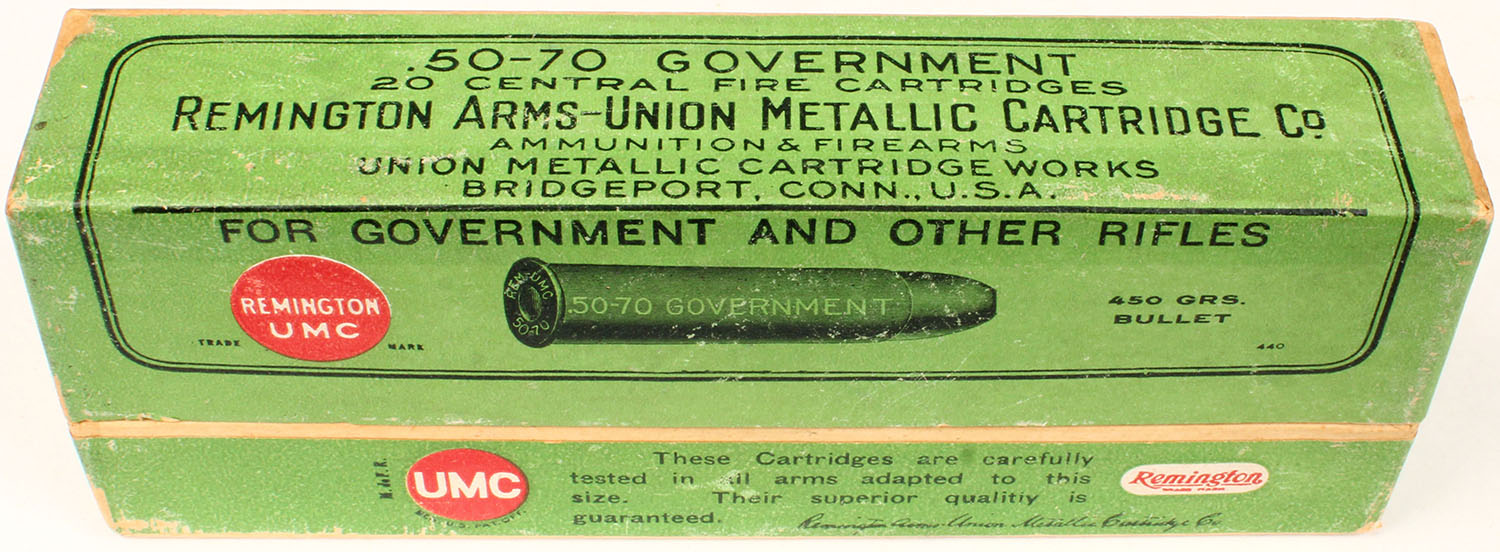 .50-70 GOVERNMENT
20 CENTRAL FIRE CARTRIDGES
REMINGTON ARMS-UNION METALLIC CARTRIDGE Co
AMMUNITION & FIREARMS
UNION METALLIC CARTRIDGE WORKS
BRIDGEPORT, CONN., U.S.A.
FOR GOVERNMENT AND OTHER RIFLES
REMINGTON
UMC
TRADE MARK
REM-UMC
50-70
.50-70 GOVERNMENT
450 GRS.
BULLET
440
UMC
These Cartridges are carefully
tested in all arms adapted to this
size. Their superior qualitiy is
guaranteed.
Remington Arms-Union Metallic Cartridge Co
Remington
TRADE MARK